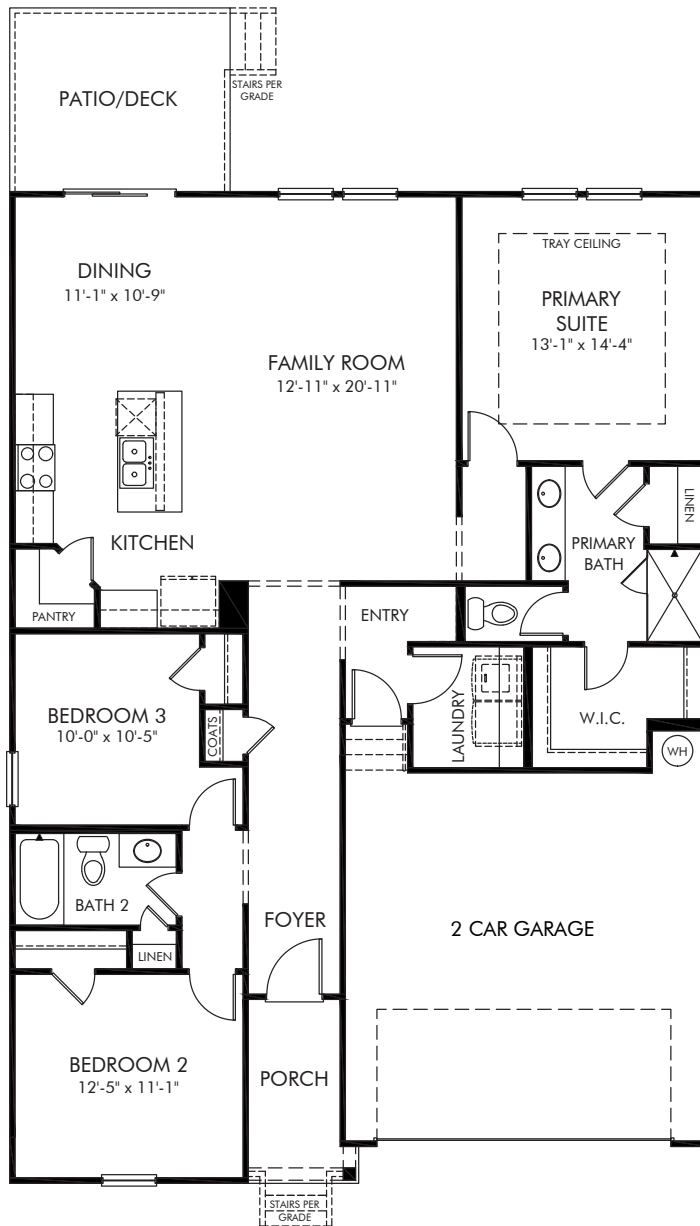 PATIO/DECK
STAIRS PER
GRADE
DINING
11'-1" x 10'-9"
TRAY CEILING
PRIMARY
SUITE
13'-1" x 14'-4"
FAMILY ROOM
12'-11" x 20'-11"
LINEN
KITCHEN
PRIMARY
BATH
PANTRY
ENTRY
BEDROOM 3
10'-0" x 10'-5"
COATS
LAUNDRY
W.I.C.
WH
BATH 2
LINEN
FOYER
2 CAR GARAGE
BEDROOM 2
12'-5" x 11'-1"
PORCH
STAIRS PER
GRADE